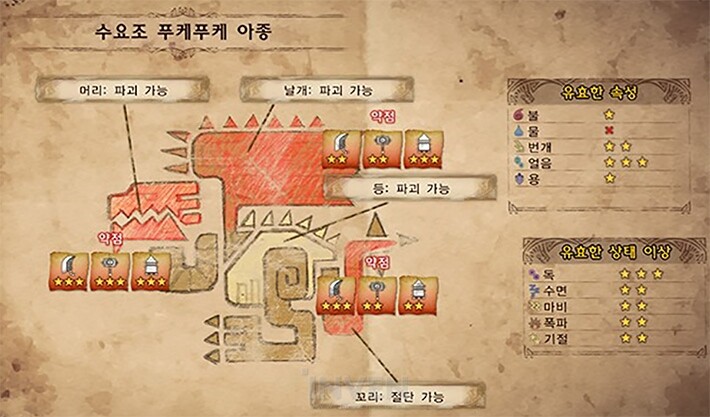 수요조 푸케푸케 아종
머리: 파괴 가능
날개: 파괴 가능
약점
등: 파괴 가능
약점
약점
꼬리: 절단 가능
유효한 속성
불
물
번개
얼음
용
유효한 상태 이상
독
수면
마비
폭파
기절